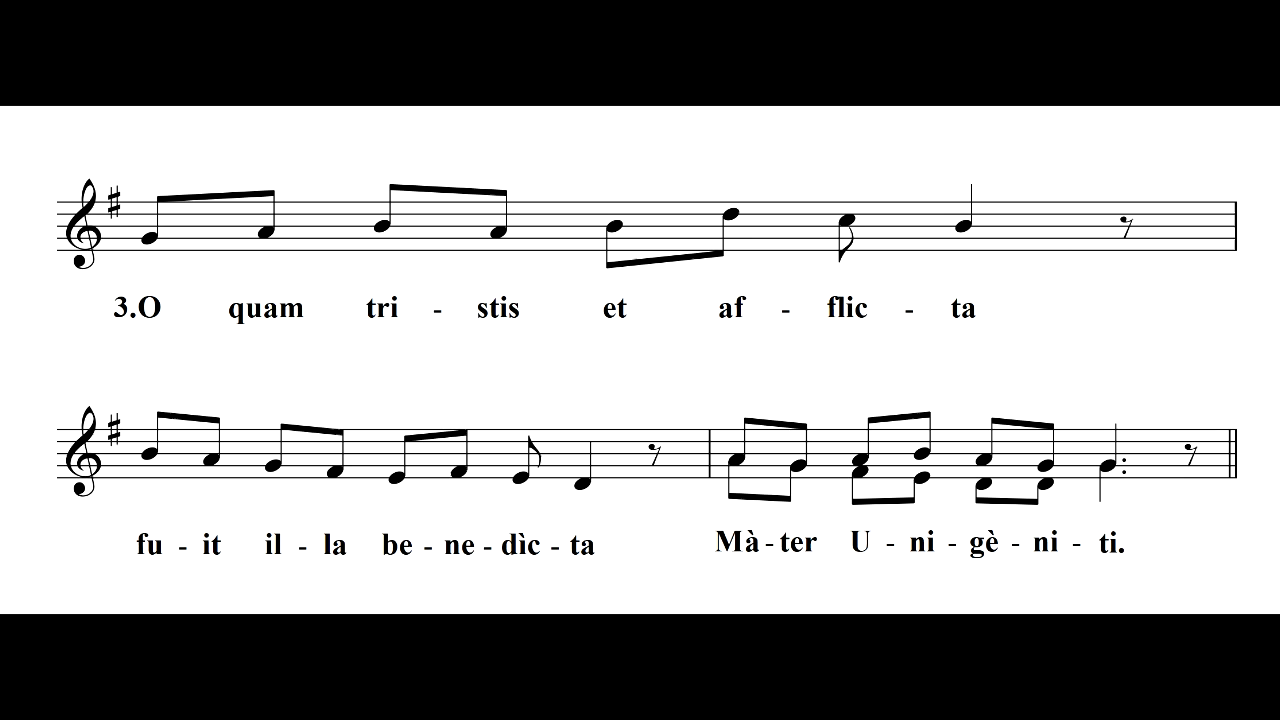 3.O quam tri - stis et af - flic - ta
fu - it il - la be - ne - dìc - ta Mà - ter U - ni - gè - ni - ti.